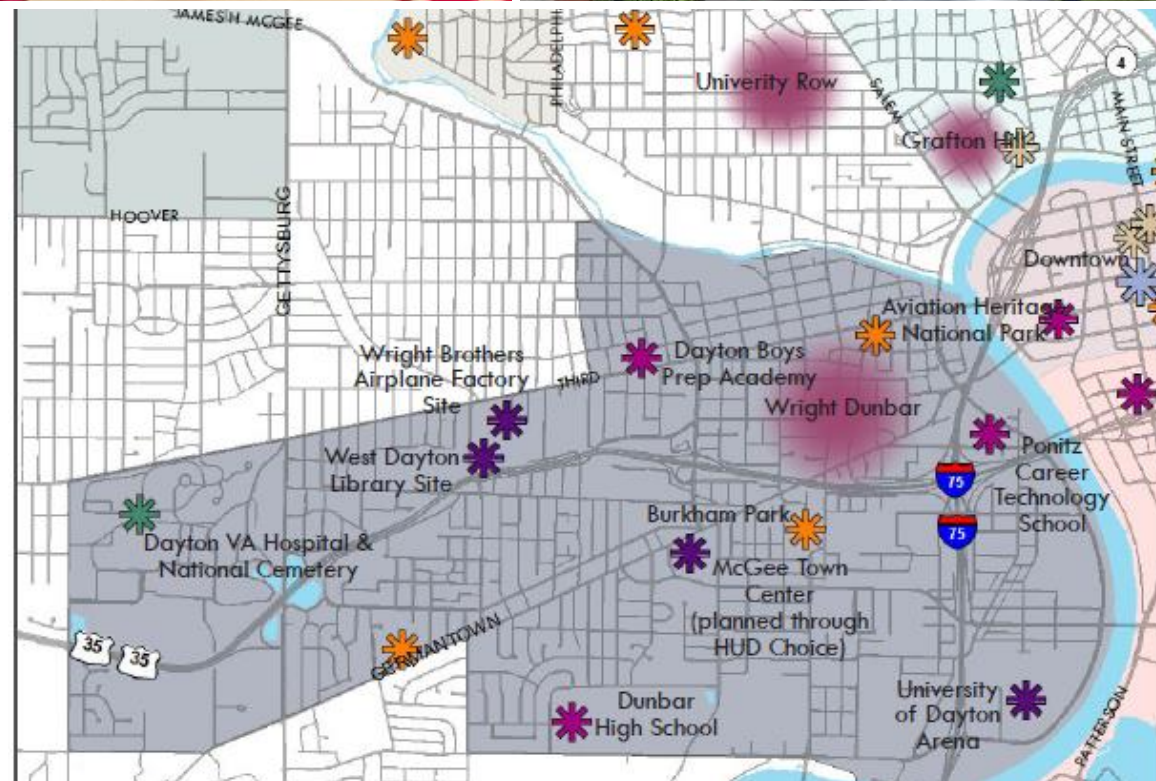 JAMES H MCGEE
PHILADELPHI
Univerity Row
SALEM
4
MAIN STREET
Grafton Hill
HOOVER
GETTYSBURG
Downtown
Aviation Heritage
National Park
Wright Brothers
Airplane Factory
Site
THIRD
Dayton Boys
Prep Academy
Wright Dunbar
West Dayton
Library Site
Ponitz
Career
Technology
School
75
75
Burkham Park
Dayton VA Hospital &
National Cemetery
McGee Town
Center
(planned through
HUD Choice)
35
35
GERMANTOWN
Dunbar
High School
University
of Dayton
Arena
PATTERSON